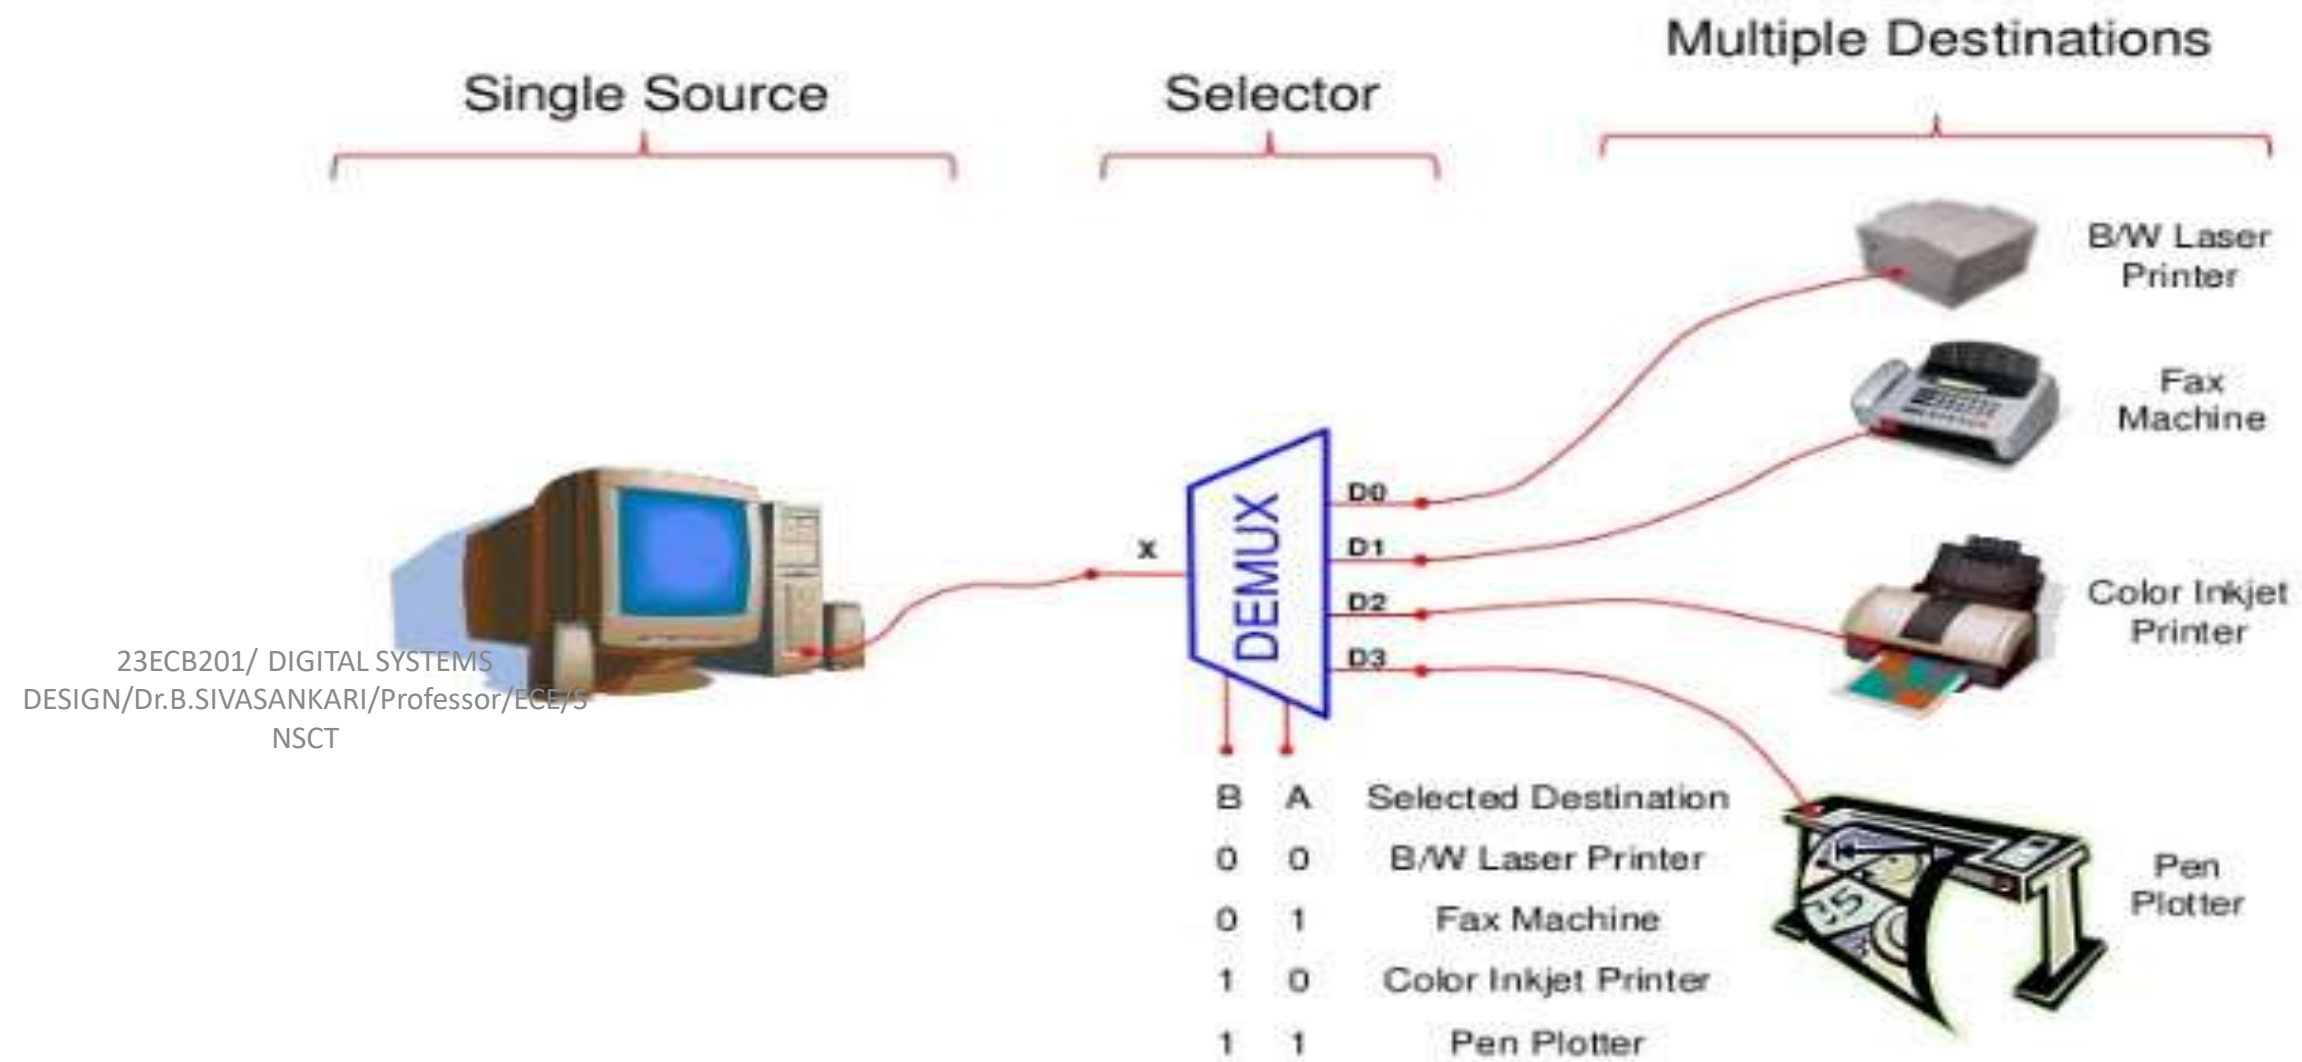 Multiple Destinations
Single Source
Selector
B/W Laser
Printer
Fax
Machine
Color Inkjet
Printer
Pen
Plotter
X
DEMUX
D0
D1
D2
D3
23ECB201/ DIGITAL SYSTEMS
DESIGN/Dr.B.SIVASANKARI/Professor/ECE/S
NSCT
B A Selected Destination
0 0 B/W Laser Printer
0 1 Fax Machine
1 0 Color Inkjet Printer
1 1 Pen Plotter